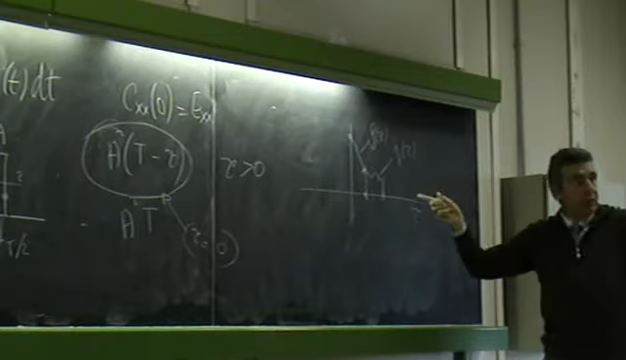 (t)dt
A
T/2
Cxx(0) = Exx
A²(T - τ) τ>0
A²T
(τ = 0)
g(τ)
g(τ)
τ